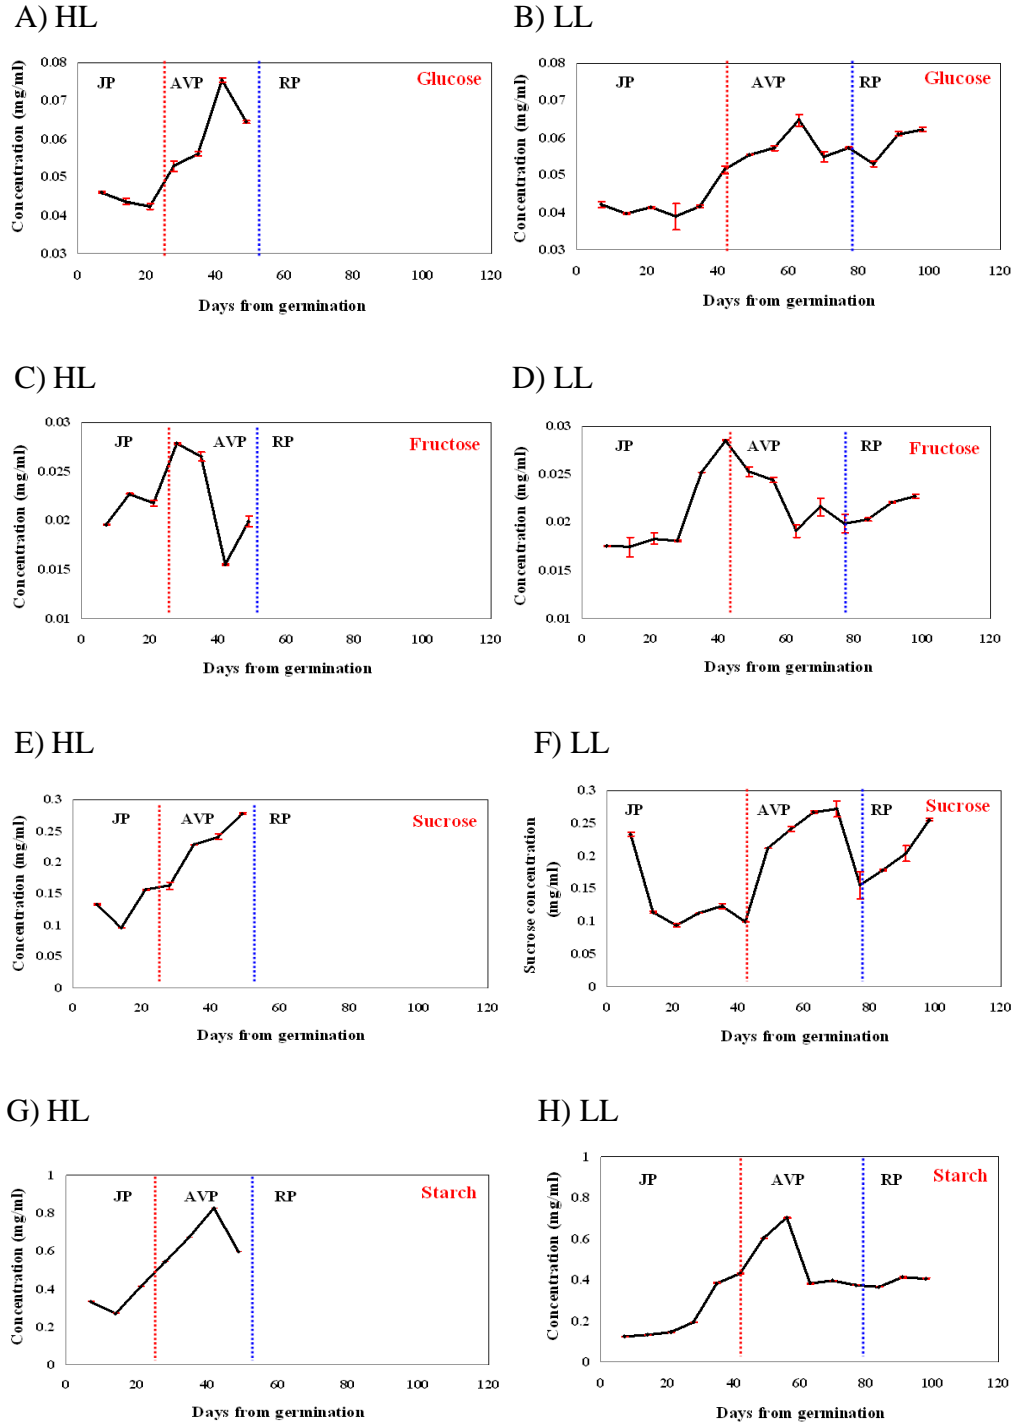 A) HL
B) LL
JP AVP RP Glucose
Concentration (mg/ml)
0.08
0.07
0.06
0.05
0.04
0.03
0 20 40 60 80 100 120
Days from germination
JP AVP RP Glucose
Concentration (mg/ml)
0.08
0.07
0.06
0.05
0.04
0.03
0 20 40 60 80 100 120
Days from germination
C) HL
D) LL
JP AVP RP Fructose
Concentration (mg/ml)
0.03
0.025
0.02
0.015
0.01
0 20 40 60 80 100 120
Days from germination
JP AVP RP Fructose
Concentration (mg/ml)
0.03
0.025
0.02
0.015
0.01
0 20 40 60 80 100 120
Days from germination
E) HL
F) LL
JP AVP RP Sucrose
Concentration (mg/ml)
0.3
0.25
0.2
0.15
0.1
0.05
0
0 20 40 60 80 100 120
Days from germination
JP AVP RP Sucrose
Sucrose concentration
(mg/ml)
0.3
0.25
0.2
0.15
0.1
0.05
0
0 20 40 60 80 100 120
Days from germination
G) HL
H) LL
JP AVP RP Starch
Concentration (mg/ml)
1
0.8
0.6
0.4
0.2
0
0 20 40 60 80 100 120
Days from germination
JP AVP RP Starch
Concentration (mg/ml)
1
0.8
0.6
0.4
0.2
0
0 20 40 60 80 100 120
Days from germination